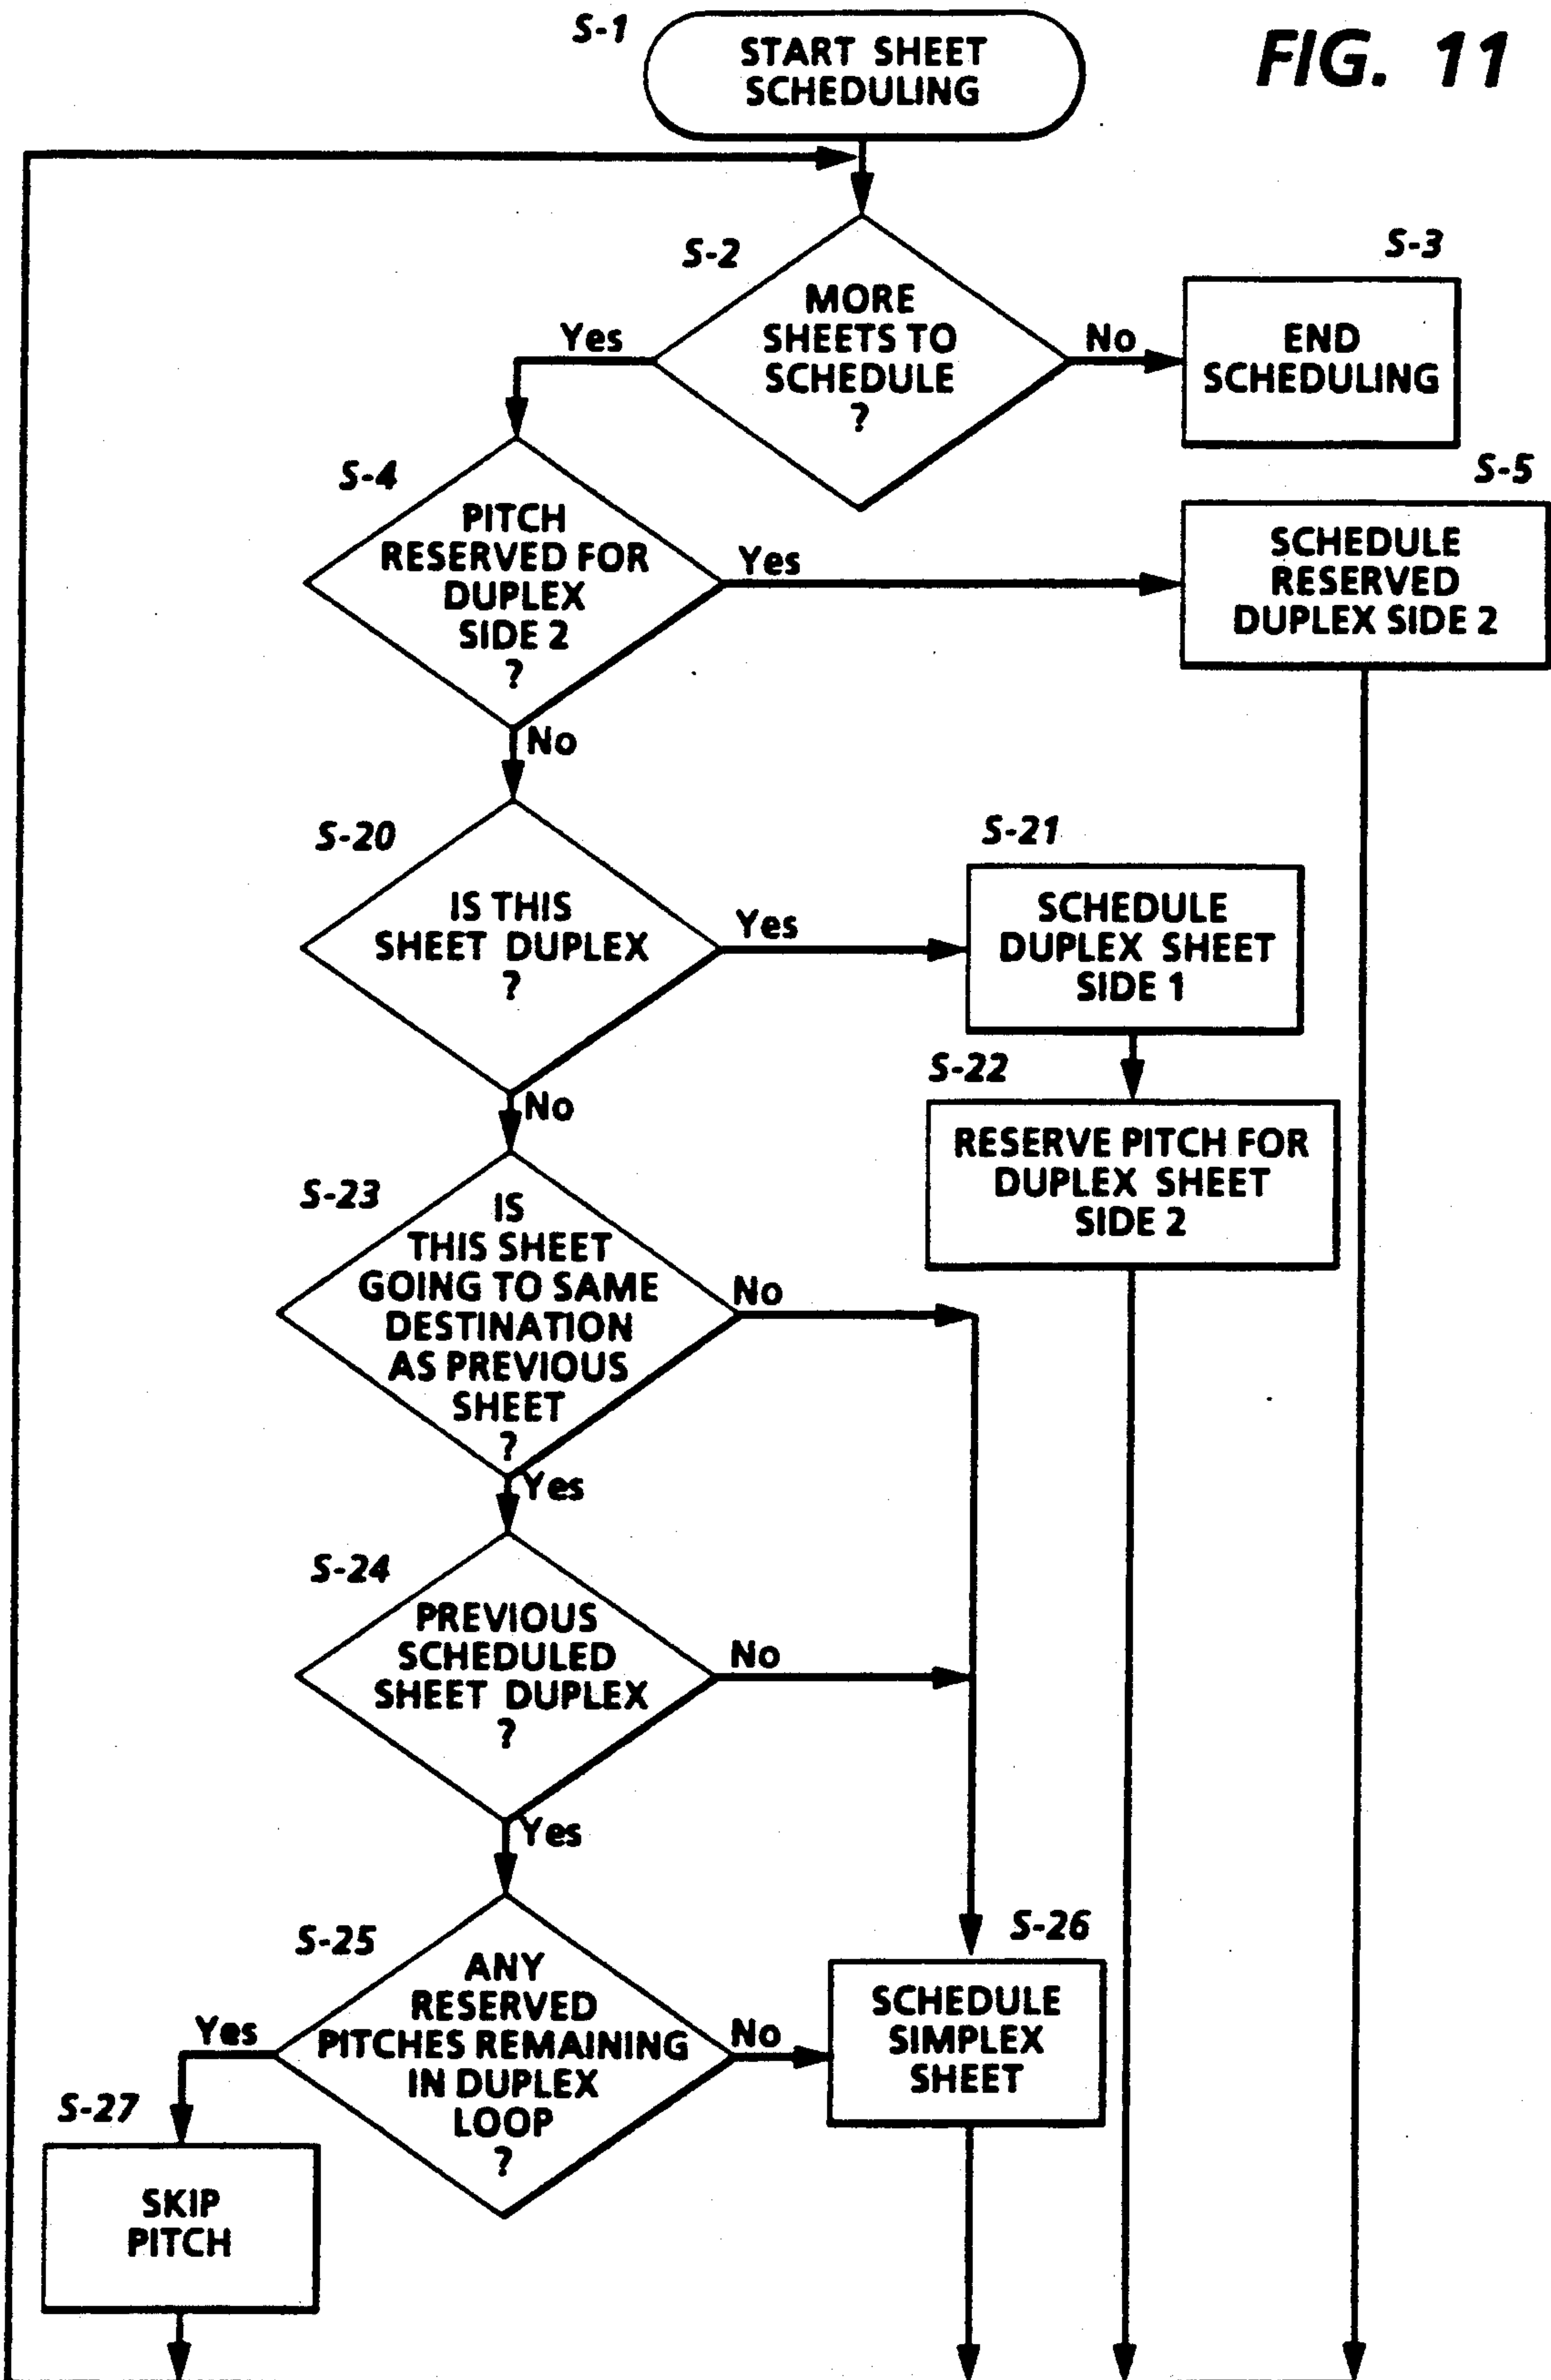 S-1
START SHEET
SCHEDULING
FIG. 11
S-2
MORE
SHEETS TO
SCHEDULE
?
Yes
No
S-3
END
SCHEDULING
S-4
PITCH
RESERVED FOR
DUPLEX
SIDE 2
?
Yes
No
S-5
SCHEDULE
RESERVED
DUPLEX SIDE 2
S-20
IS THIS
SHEET DUPLEX
?
Yes
No
S-21
SCHEDULE
DUPLEX SHEET
SIDE 1
S-22
RESERVE PITCH FOR
DUPLEX SHEET
SIDE 2
S-23
IS
THIS SHEET
GOING TO SAME
DESTINATION
AS PREVIOUS
SHEET
?
No
Yes
S-24
PREVIOUS
SCHEDULED
SHEET DUPLEX
?
No
Yes
S-25
ANY
RESERVED
PITCHES REMAINING
IN DUPLEX
LOOP
?
Yes
No
S-26
SCHEDULE
SIMPLEX
SHEET
S-27
SKIP
PITCH